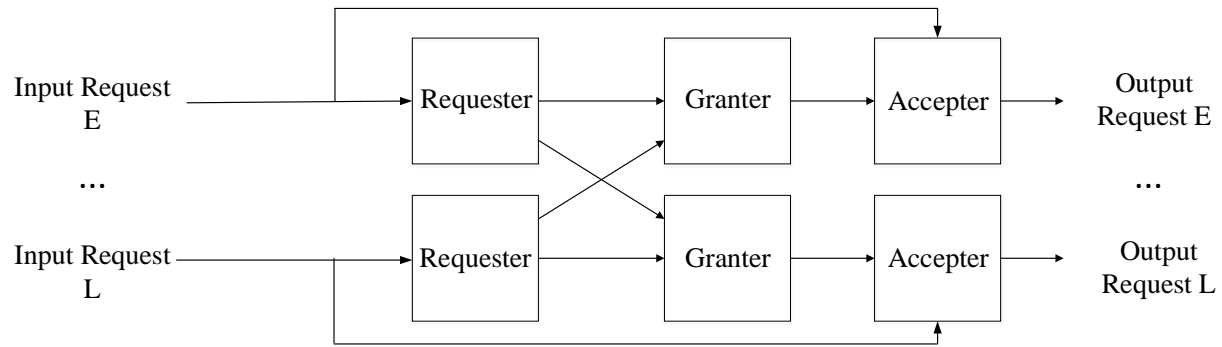 Input Request
E
Requester
Granter
Accepter
Output
Request E
...
...
Input Request
L
Requester
Granter
Accepter
Output
Request L